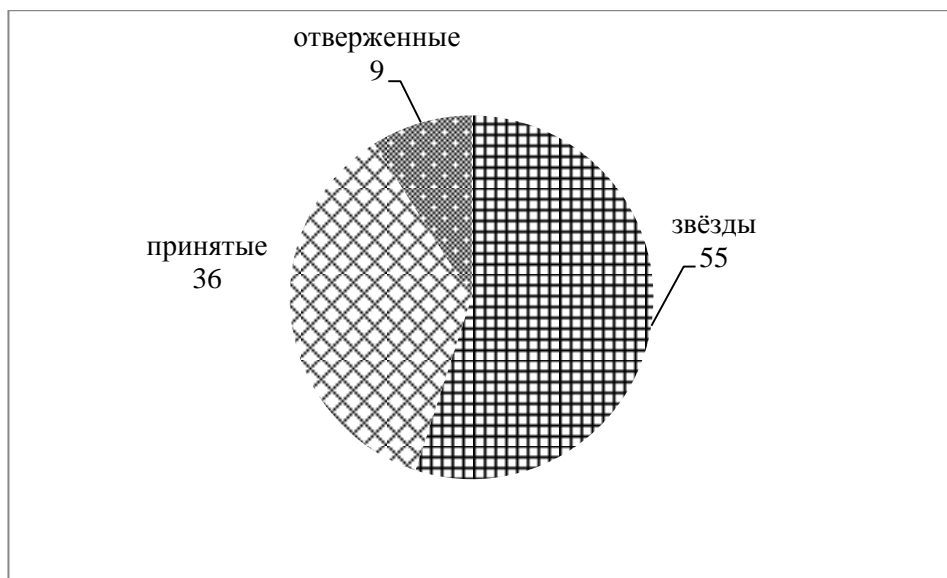 отверженные
9
звёзды
55
принятые
36